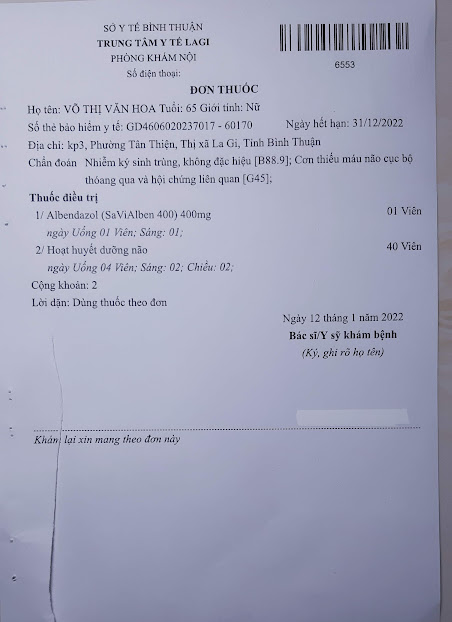 SỞ Y TẾ BÌNH THUẬN
TRUNG TÂM Y TẾ LAGI
PHÒNG KHÁM NỘI
Số điện thoại:
6553
ĐƠN THUỐC
Họ tên: VÕ THỊ VĂN HOA Tuổi: 65 Giới tính: Nữ
Số thẻ bảo hiểm y tế: GD4606020237017 - 60170 Ngày hết hạn: 31/12/2022
Địa chỉ: kp3, Phường Tân Thiện, Thị xã La Gi, Tỉnh Bình Thuận
Chẩn đoán Nhiễm ký sinh trùng, không đặc hiệu [B88.9]; Cơn thiếu máu não cục bộ
thóang qua và hội chứng liên quan [G45];
Thuốc điều trị
1/ Albendazol (SaViAlben 400) 400mg 01 Viên
ngày Uống 01 Viên; Sáng: 01;
2/ Hoạt huyết dưỡng não 40 Viên
ngày Uống 04 Viên; Sáng: 02; Chiều: 02;
Cộng khoản: 2
Lời dặn: Dùng thuốc theo đơn
Ngày 12 tháng 1 năm 2022
Bác sĩ/Y sỹ khám bệnh
(Ký, ghi rõ họ tên)
Khám lại xin mang theo đơn này